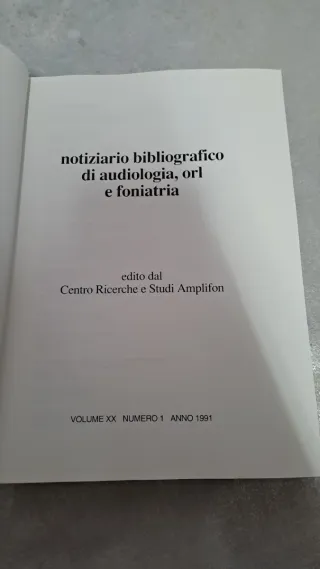 notiziario bibliografico
di audiologia, orl
e foniatria
edito dal
Centro Ricerche e Studi Amplifon
VOLUME XX NUMERO 1 ANNO 1991